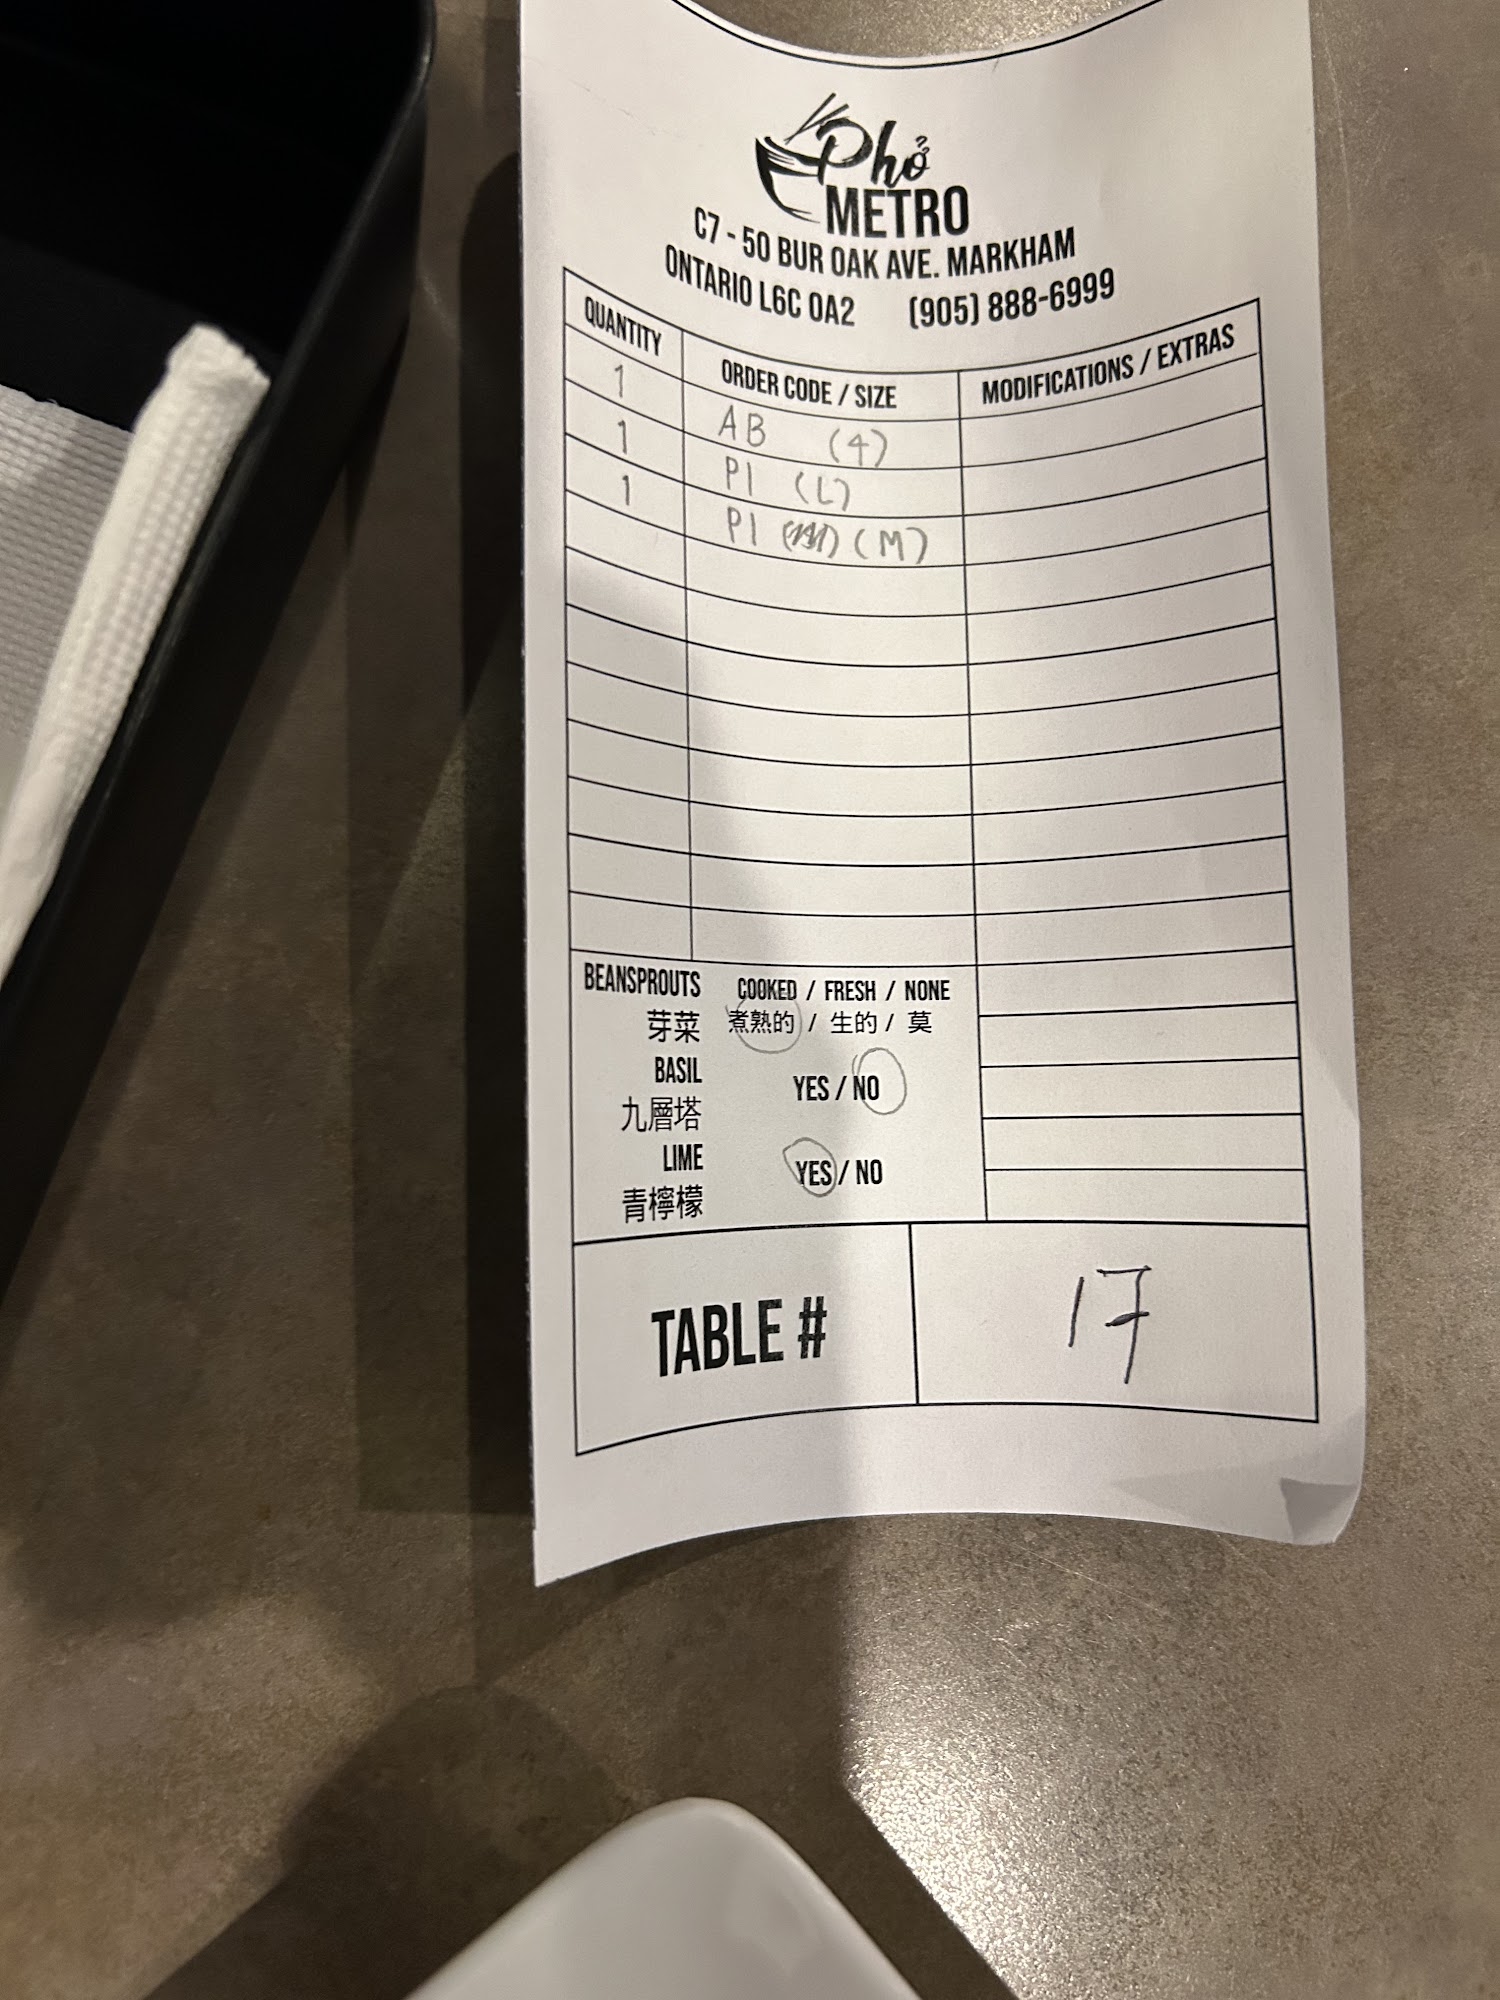 Phở
METRO
C7 - 50 BUR OAK AVE. MARKHAM
ONTARIO L6C 0A2 (905) 888-6999
QUANTITY ORDER CODE / SIZE MODIFICATIONS / EXTRAS
1 AB (4)
1 P1 (L)
1 P1 (M)
BEANSPROUTS COOKED / FRESH / NONE
芽菜 煮熟的 / 生的 / 莫
BASIL
YES / NO
九層塔
LIME
YES / NO
青檸檬
TABLE # 17